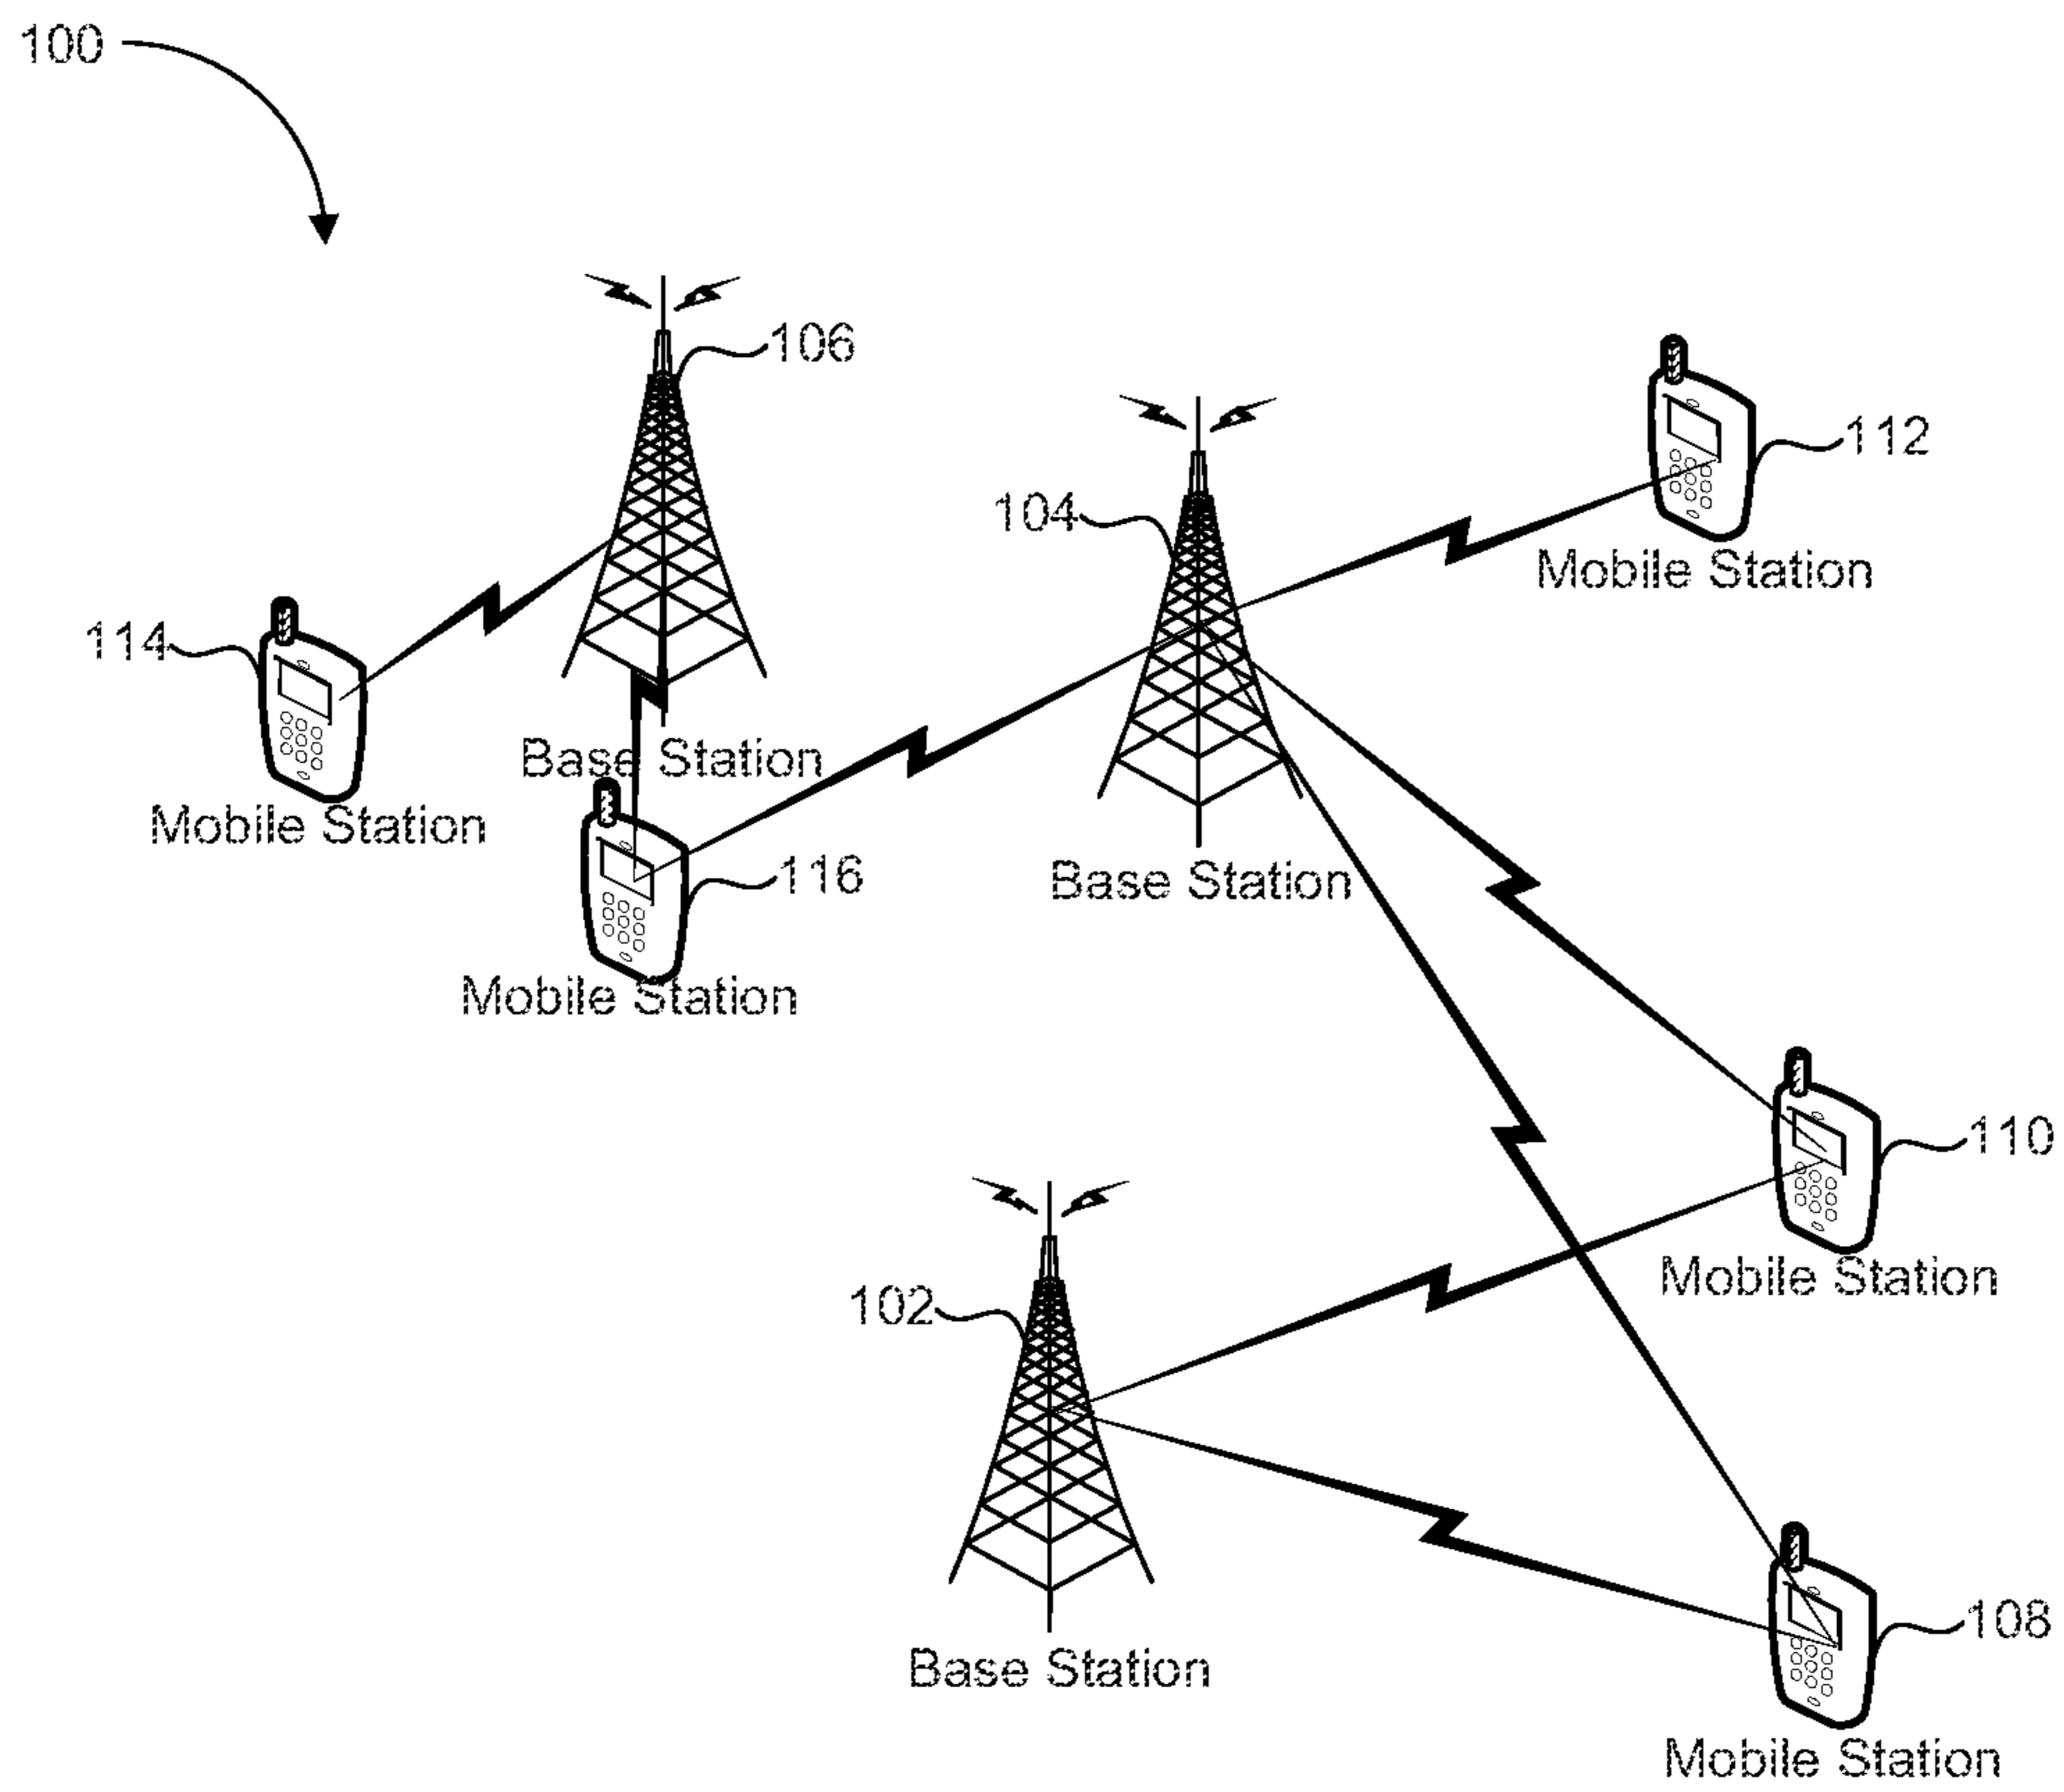 100
106
112
104
Mobile Station
114
Base Station
Mobile Station
116
Base Station
Mobile Station
110
Mobile Station
102
108
Base Station
Mobile Station